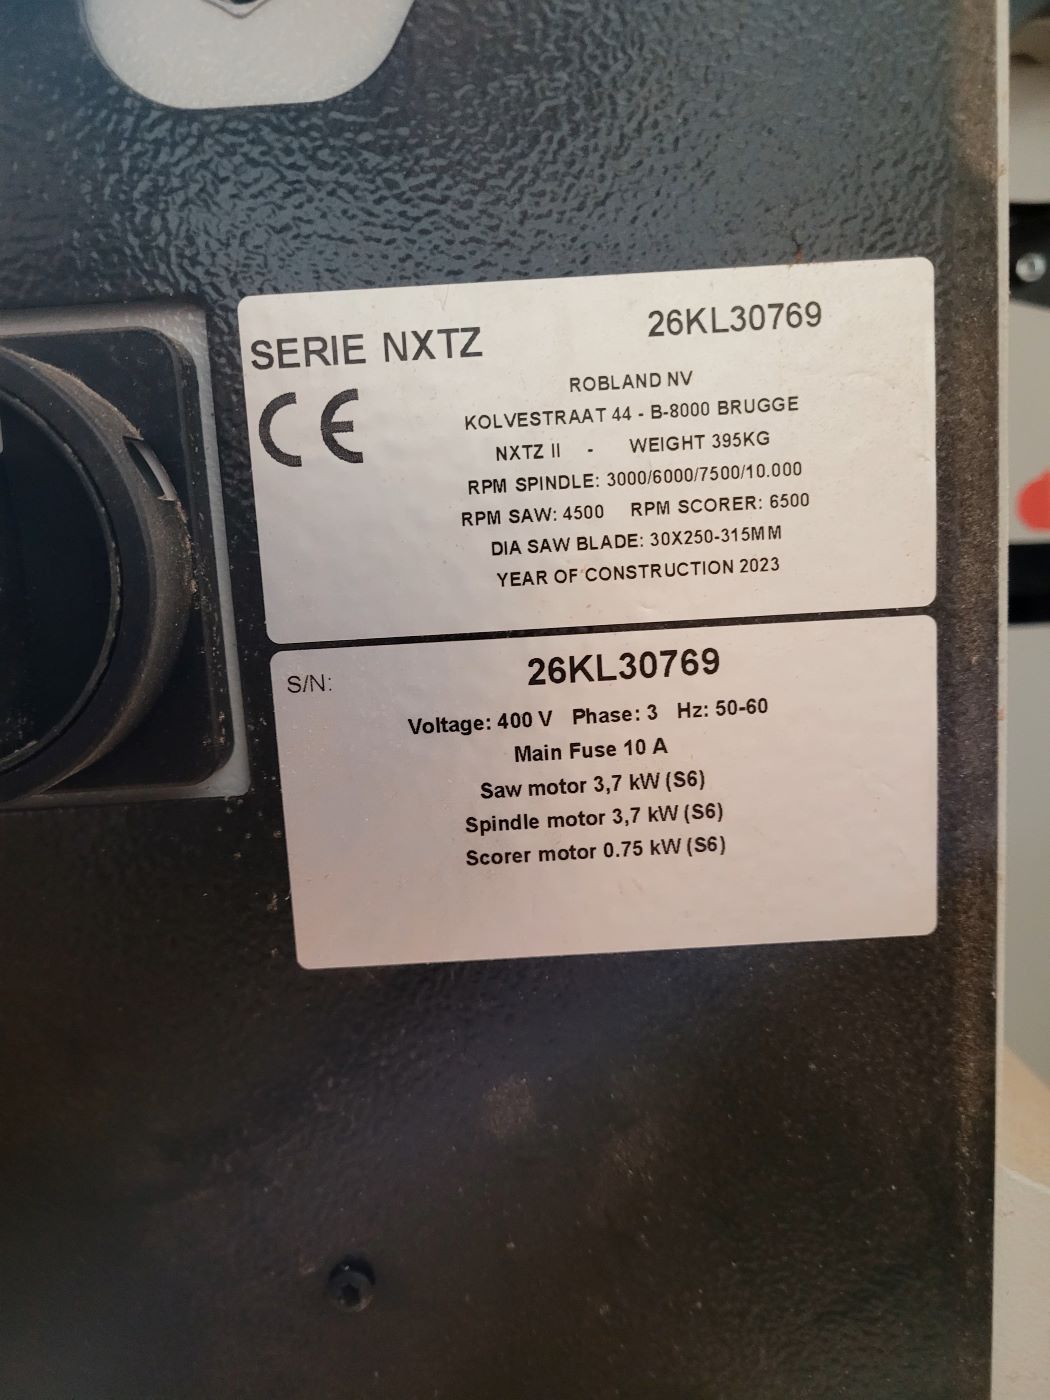 SERIE NXTZ 26KL30769
CE
ROBLAND NV
KOLVESTRAAT 44 - B-8000 BRUGGE
NXTZ II - WEIGHT 395KG
RPM SPINDLE: 3000/6000/7500/10.000
RPM SAW: 4500 RPM SCORER: 6500
DIA SAW BLADE: 30X250-315MM
YEAR OF CONSTRUCTION 2023
S/N: 26KL30769
Voltage: 400 V Phase: 3 Hz: 50-60
Main Fuse 10 A
Saw motor 3,7 kW (S6)
Spindle motor 3,7 kW (S6)
Scorer motor 0.75 kW (S6)